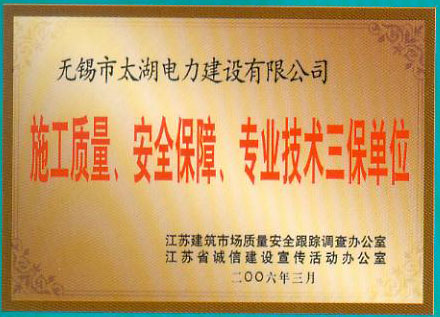 无锡市太湖电力建设有限公司
施工质量、安全保障、专业技术三保单位
江苏建筑市场质量安全跟踪调查办公室
江苏省诚信建设宣传活动办公室
二〇〇六年三月